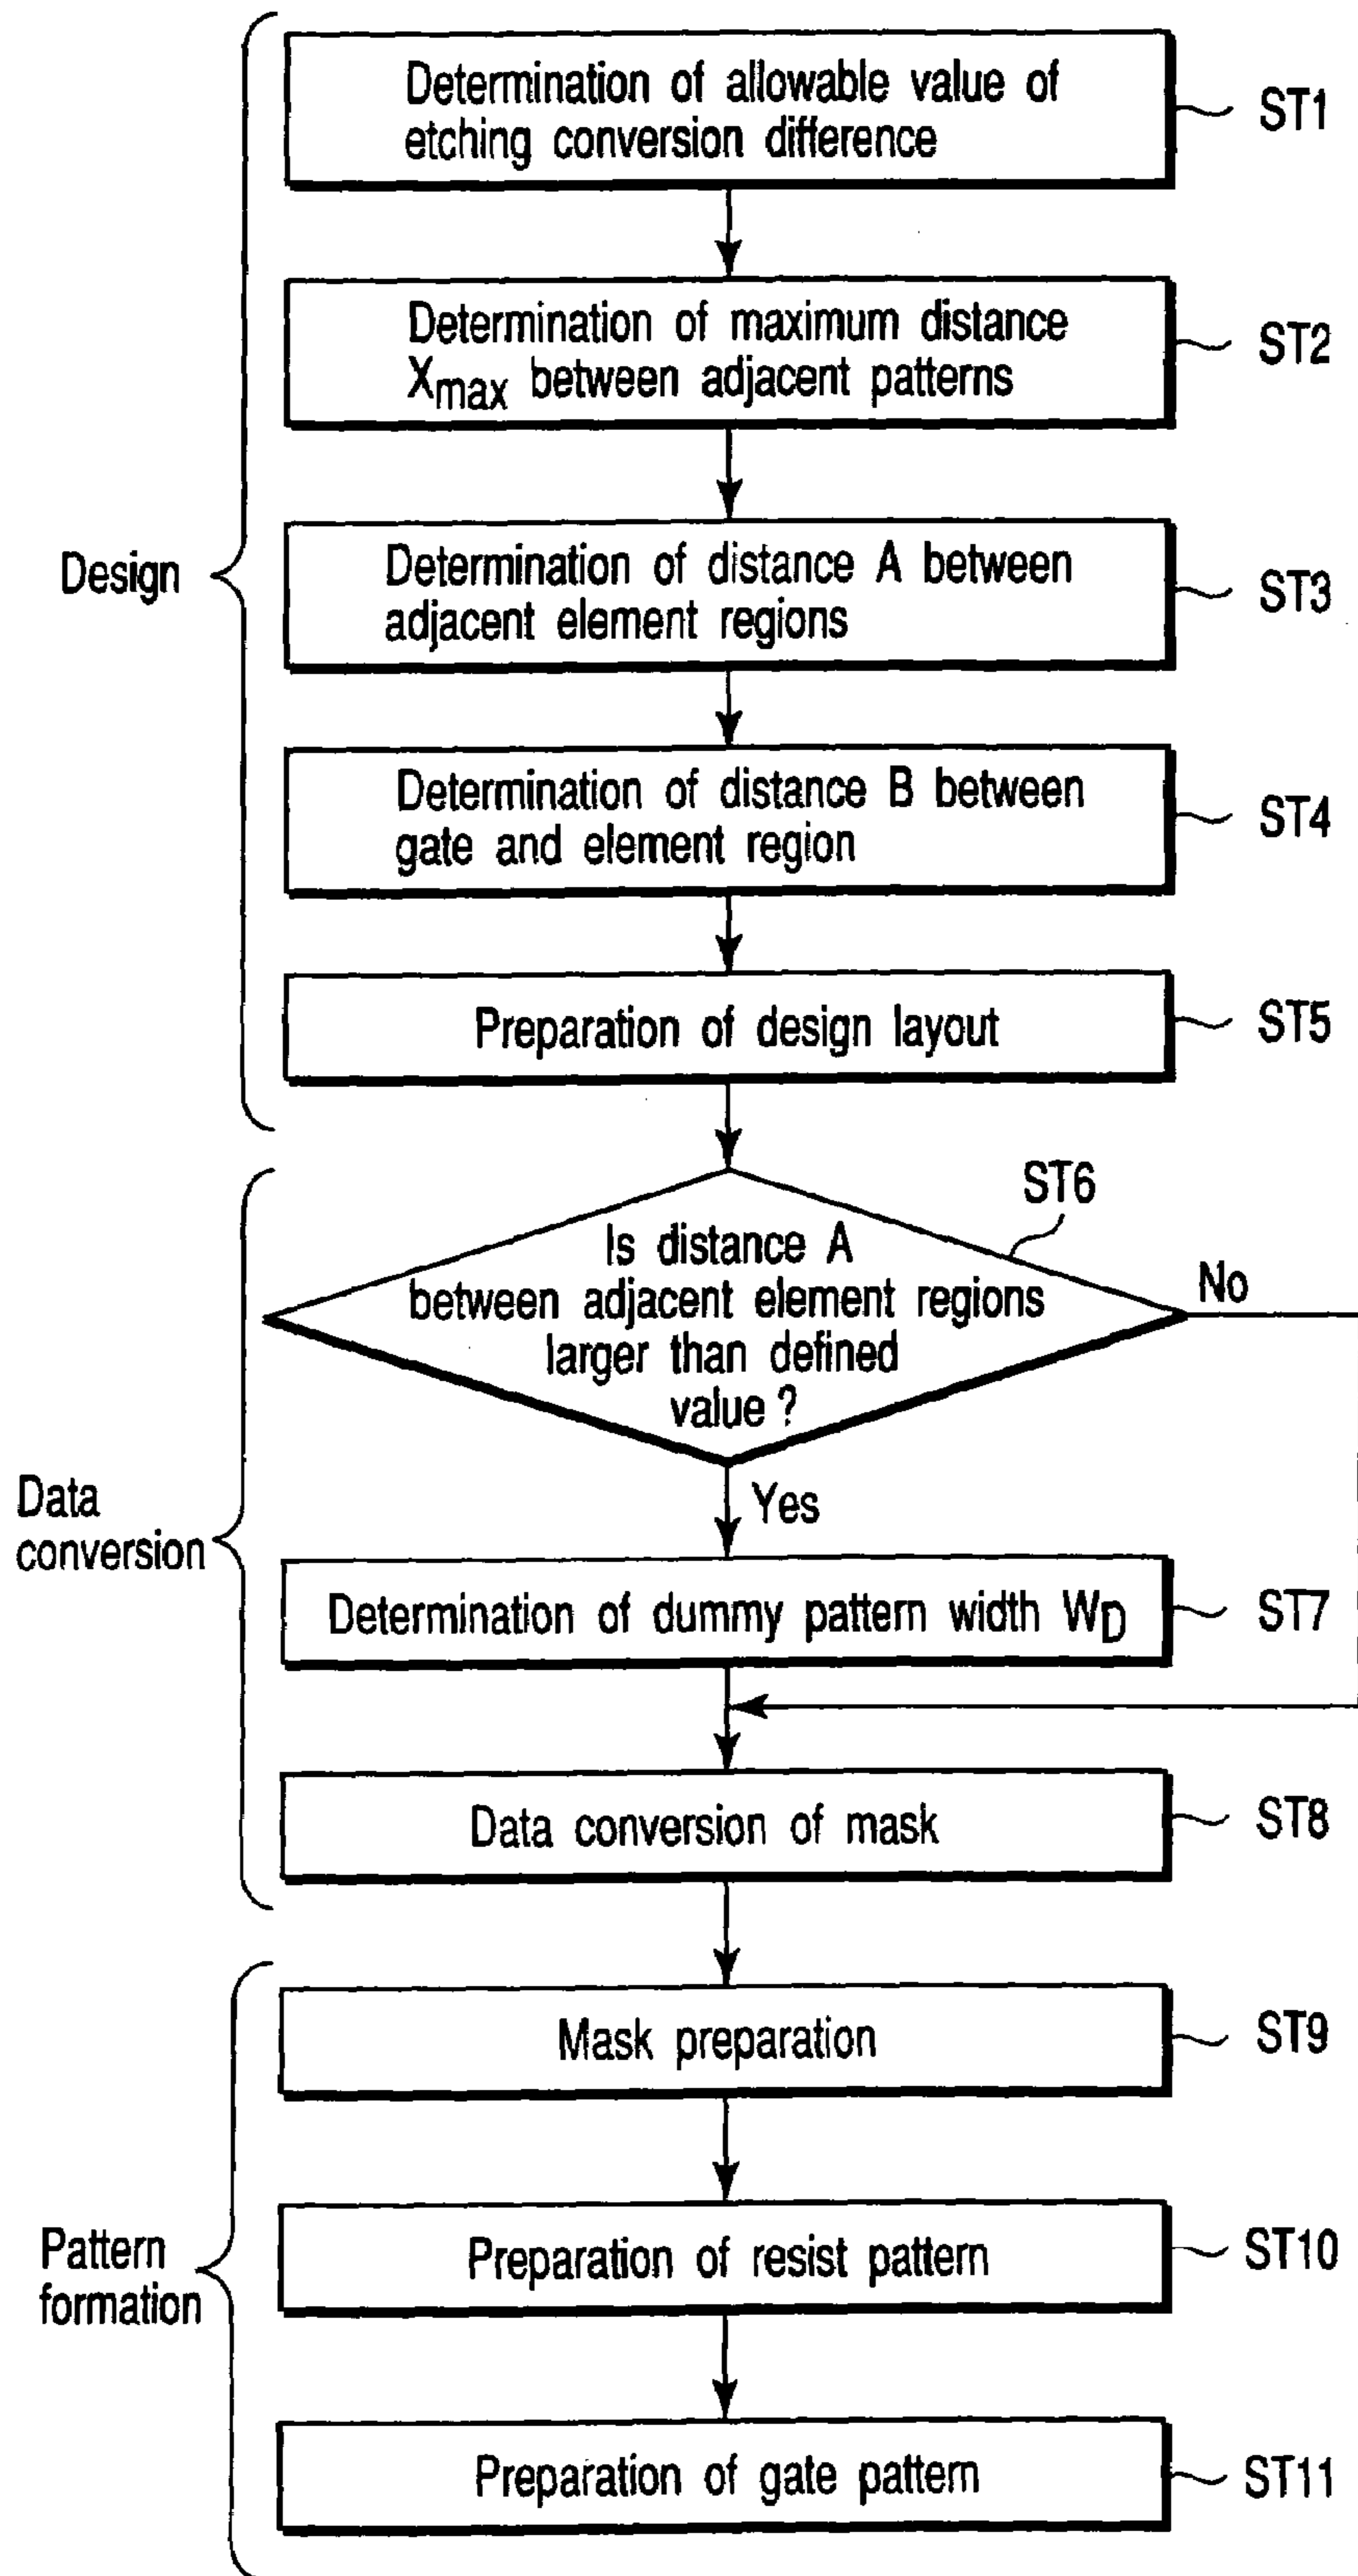 Determination of allowable value of
etching conversion difference
ST1
Determination of maximum distance
Xmax between adjacent patterns
ST2
Design
Determination of distance A between
adjacent element regions
ST3
Determination of distance B between
gate and element region
ST4
Preparation of design layout
ST5
ST6
Is distance A
between adjacent element regions
larger than defined
value ?
No
Yes
Data
conversion
Determination of dummy pattern width WD
ST7
Data conversion of mask
ST8
Mask preparation
ST9
Pattern
formation
Preparation of resist pattern
ST10
Preparation of gate pattern
ST11